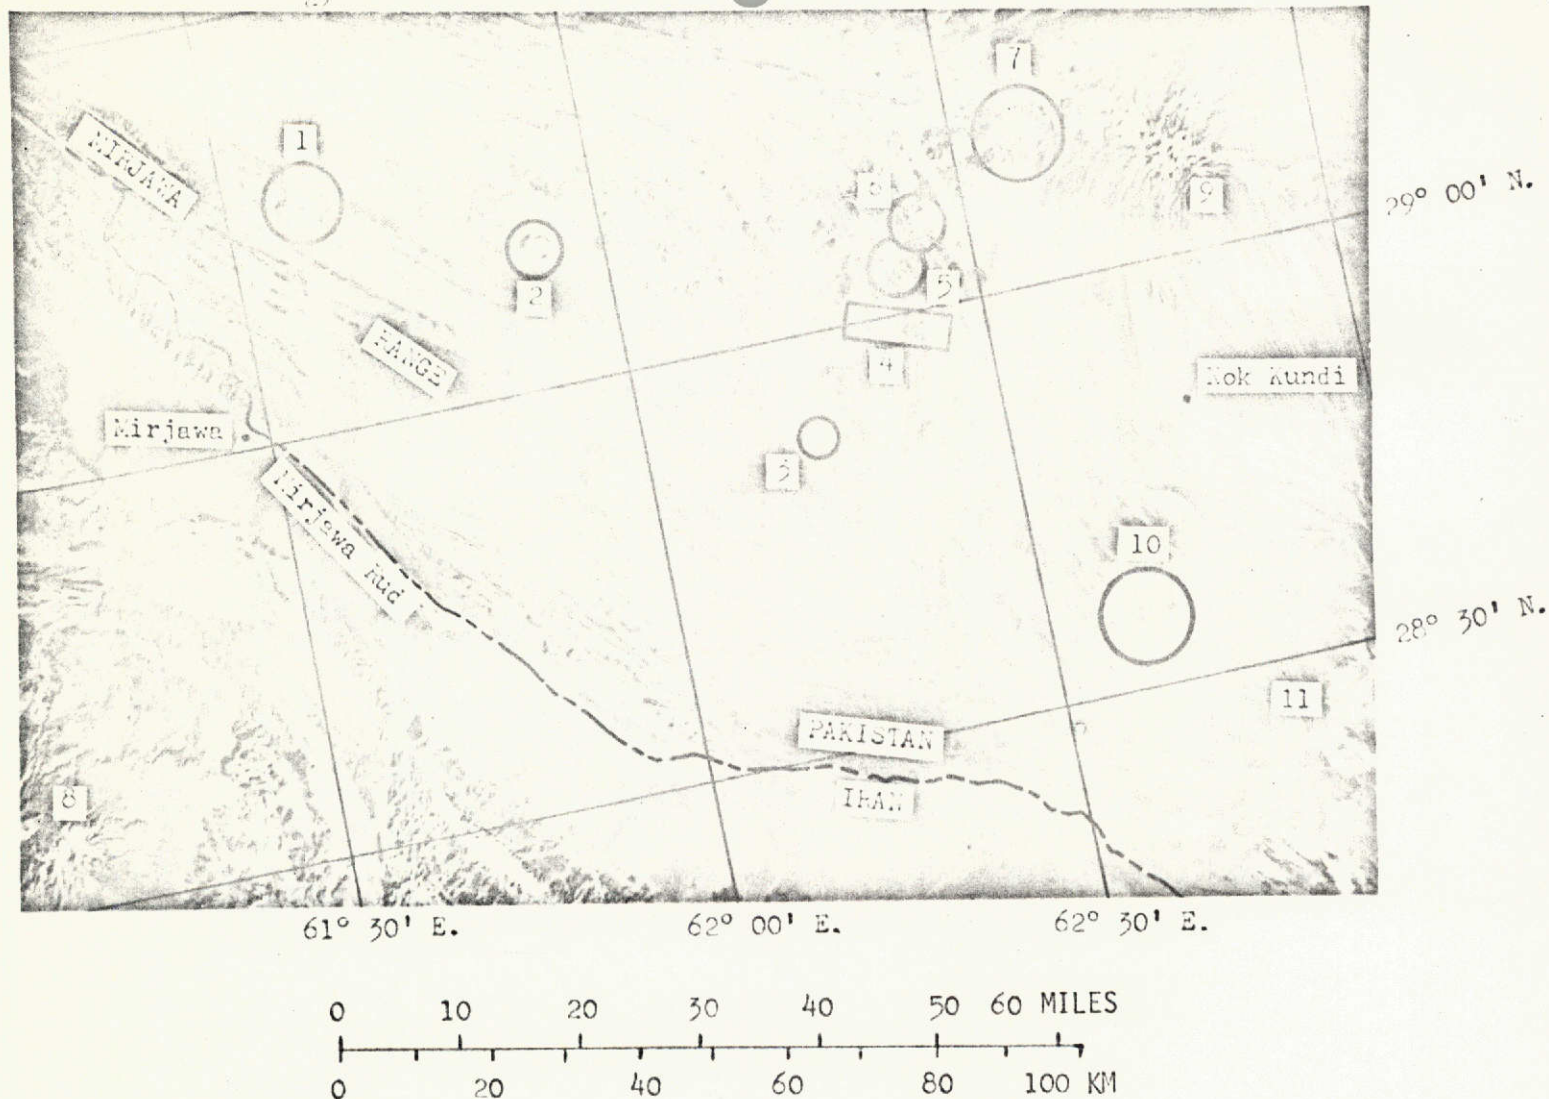 7
1
MIRJAWA
6
9
29° 00' N.
2
5
RANGE
4
Nok Kundi
Mirjawa
3
Mirjawa Rud
10
28° 30' N.
11
PAKISTAN
8
IRAN
61° 30' E.
62° 00' E.
62° 30' E.
0 10 20 30 40 50 60 MILES
0 20 40 60 80 100 KM